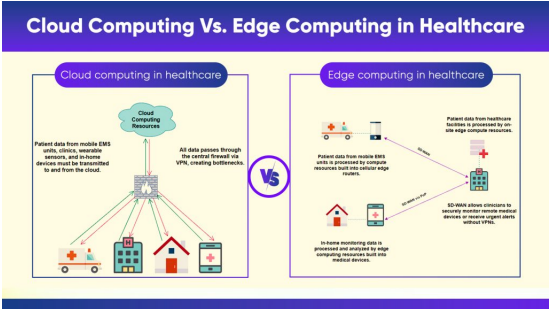 Cloud Computing Vs. Edge Computing in Healthcare
Cloud computing in healthcare
Cloud
Computing
Resources
Patient data from mobile EMS
units, clinics, wearable
sensors, and in-home
devices must be transmitted
to and from the cloud.
All data passes through
the central firewall via
VPN, creating bottlenecks.
H
VS
Edge computing in healthcare
Patient data from healthcare
facilities is processed by on-
site edge compute resources.
SD-WAN
Patient data from mobile EMS
units is processed by compute
resources built into cellular edge
routers.
H
SD-WAN allows clinicians to
securely monitor remote medical
devices or receive urgent alerts
without VPNs.
In-home monitoring data is
processed and analyzed by edge
computing resources built into
medical devices.